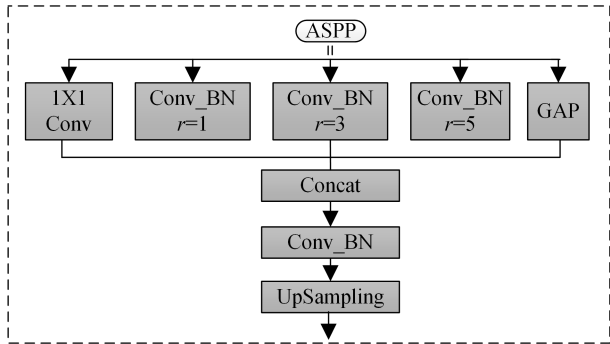 ASPP
1X1
Conv
Conv_BN
r=1
Conv_BN
r=3
Conv_BN
r=5
GAP
Concat
Conv_BN
UpSampling